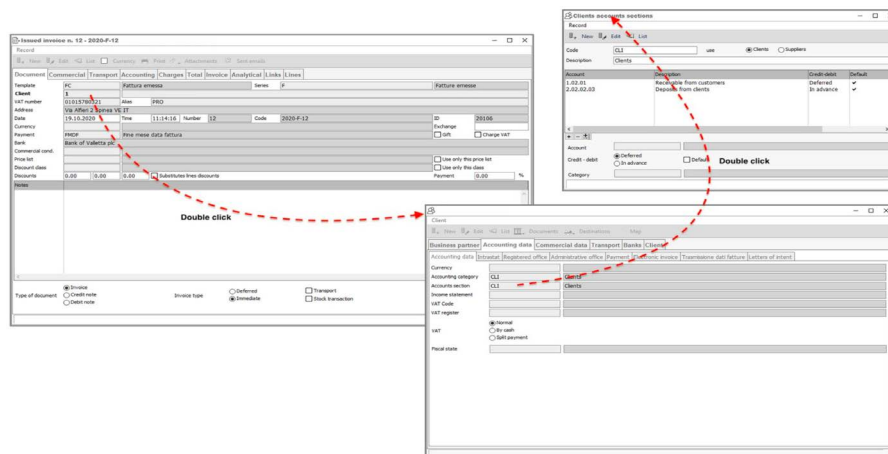 Issued invoice n. 12 - 2020-F-12
Record
New Edit List Currency Print Attachments Send emails
Document Commercial Transport Accounting Charges Total Invoice Analytical Links Lines
Template FC Fattura emessa Series F Fatture emesse
Client 1
VAT number 01015780321 Alias PRO
Address Via Alfieri 2 Spinea VE IT
Date 19.10.2020 Time 11:14:16 Number 12 Code 2020-F-12 ID 20106
Currency Exchange
Payment FMDF Fine mese data fattura Gift Charge VAT
Bank Bank of Valletta plc
Commercial cond.
Price list Use only this price list
Discount class Use only this class
Discounts 0.00 0.00 0.00 Substitutes lines discounts Payment 0.00 %
Notes
Double click
Type of document Invoice Credit note Debit note Invoice type Deferred Immediate Transport Stock transaction
Clients accounts sections
Record
New Edit List
Code CLI use Clients Suppliers
Description Clients
Account Description Credit-debit Default
1.02.01 Receivable from customers Deferred
2.02.02.03 Deposits from clients In advance
Account
Credit - debit Deferred In advance Default
Double click
Category
Client
New Edit List Documents Destinations Map
Business partner Accounting data Commercial data Transport Banks Clients
Accounting data Intrastat Registered office Administrative office Payment Electronic invoice Trasmissione dati fatture Letters of intent
Currency
Accounting category CLI Clients
Accounts section CLI Clients
Income statement
VAT Code
VAT register
VAT Normal By cash Split payment
Fiscal state